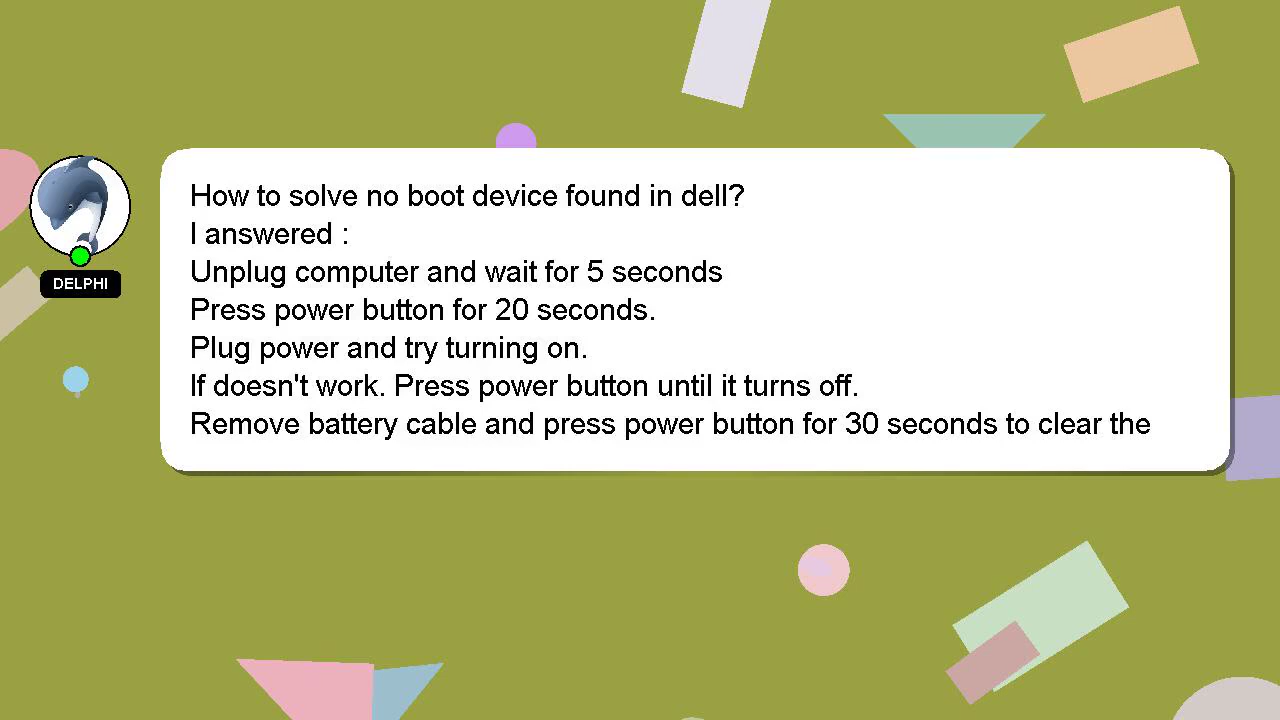 How to solve no boot device found in dell?
I answered :
Unplug computer and wait for 5 seconds
Press power button for 20 seconds.
Plug power and try turning on.
If doesn't work. Press power button until it turns off.
Remove battery cable and press power button for 30 seconds to clear the
DELPHI